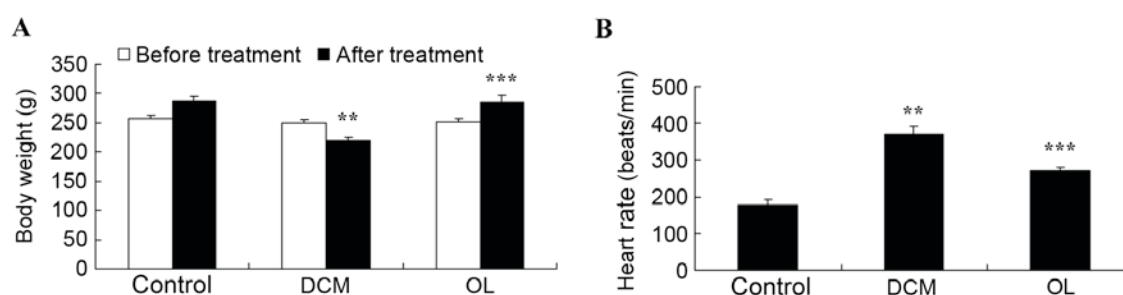 A
Before treatment After treatment
Body weight (g)
350
300
250
200
150
100
50
0
**
***
Control DCM OL
B
Heart rate (beats/min)
500
400
300
200
100
0
**
***
Control DCM OL